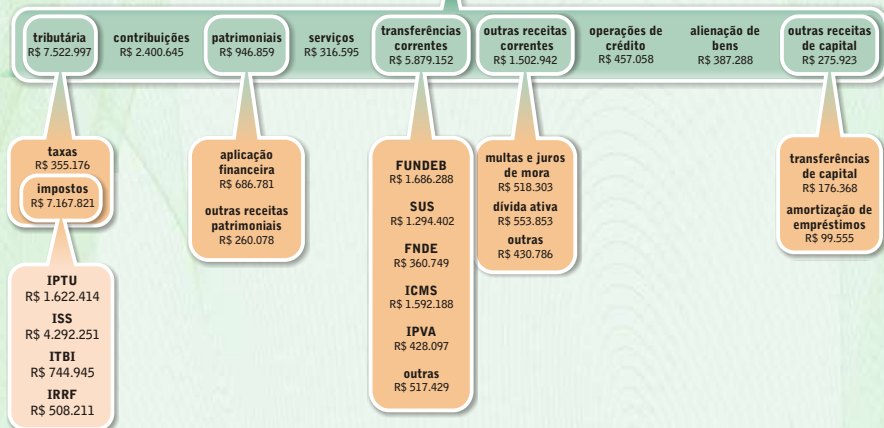 tributária
R$ 7.522.997
contribuições
R$ 2.400.645
patrimoniais
R$ 946.859
serviços
R$ 316.595
transferências
correntes
R$ 5.879.152
outras receitas
correntes
R$ 1.502.942
operações de
crédito
R$ 457.058
alienação de
bens
R$ 387.288
outras receitas
de capital
R$ 275.923
taxas
R$ 355.176
impostos
R$ 7.167.821
IPTU
R$ 1.622.414
ISS
R$ 4.292.251
ITBI
R$ 744.945
IRRF
R$ 508.211
aplicação
financeira
R$ 686.781
outras receitas
patrimoniais
R$ 260.078
FUNDEB
R$ 1.686.288
SUS
R$ 1.294.402
FNDE
R$ 360.749
ICMS
R$ 1.592.188
IPVA
R$ 428.097
outras
R$ 517.429
multas e juros
de mora
R$ 518.303
dívida ativa
R$ 553.853
outras
R$ 430.786
transferências
de capital
R$ 176.368
amortização de
empréstimos
R$ 99.555